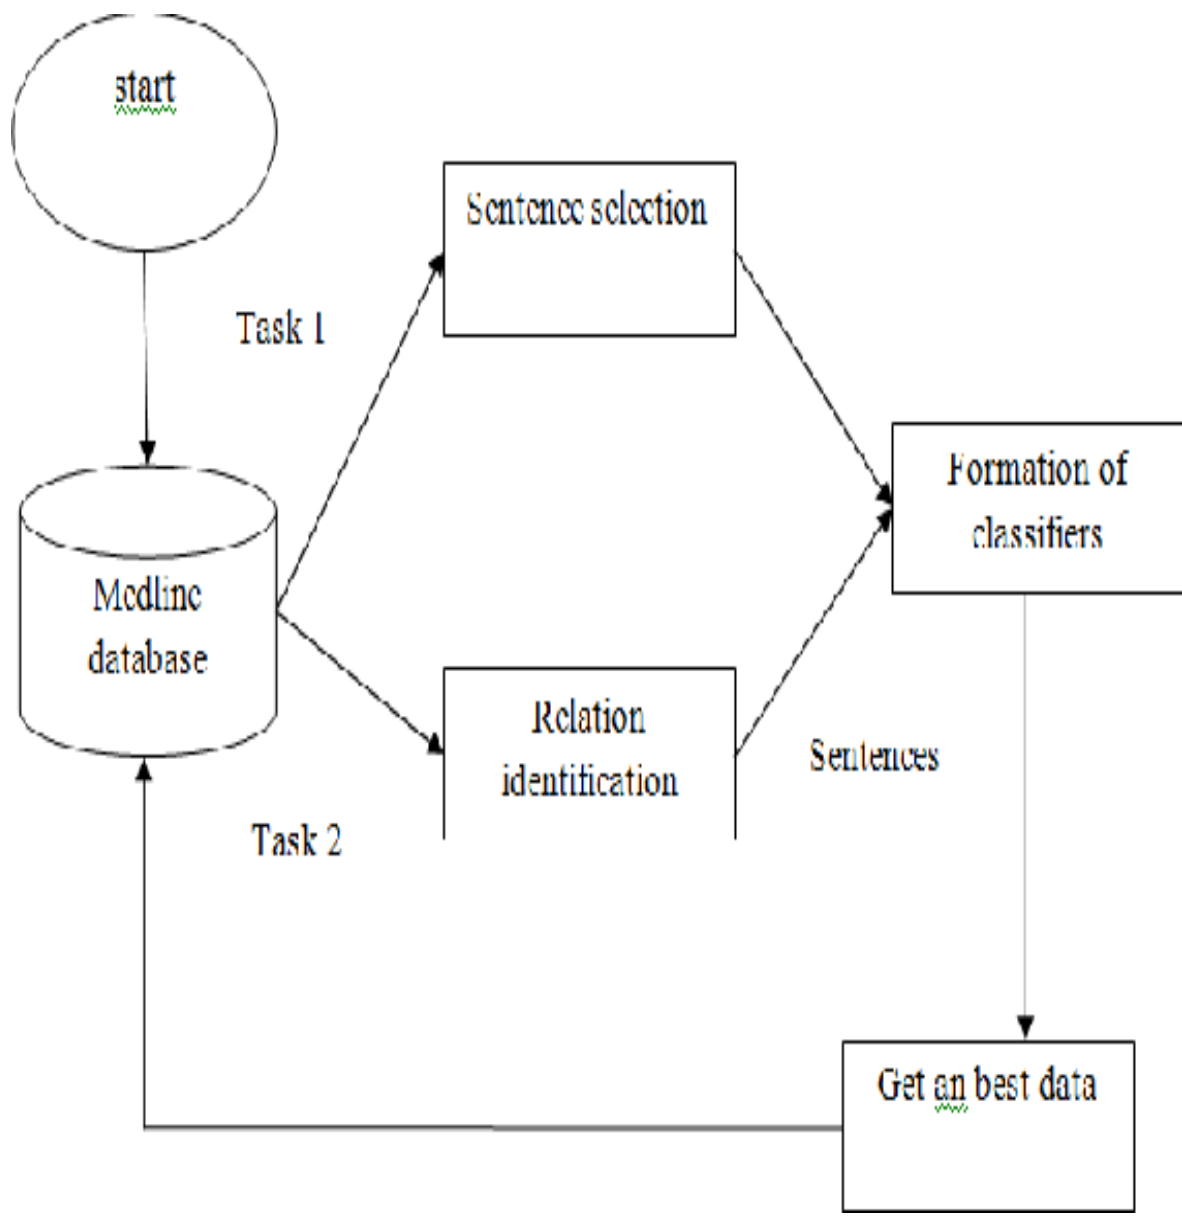 start
Sentence selection
Task 1
Formation of
classifiers
Medline
database
Relation
identification
Sentences
Task 2
Get an best data